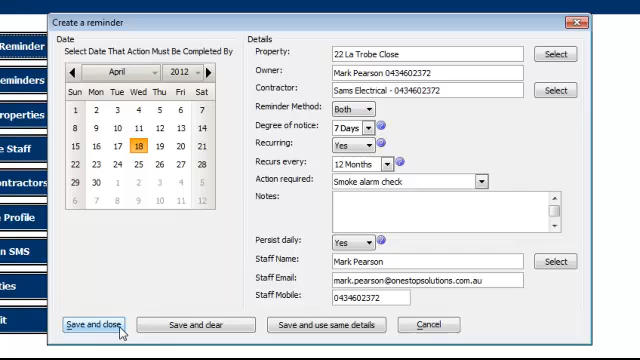 Create a reminder
Date
Select Date That Action Must be Completed By
April 2012
Sun Mon Tue Wed Thu Fri Sat
1 2 3 4 5 6 7
8 9 10 11 12 13 14
15 16 17 18 19 20 21
22 23 24 25 26 27 28
29 30 1 2 3 4 5
6 7 8 9 10 11 12
Details
Property: 22 La Trobe Close Select
Owner: Mark Pearson 0434602372
Contractor: Sams Electrical - 0434602372 Select
Reminder Method: Both
Degree of notice: 7 Days
Recurring: Yes
Recurs every: 12 Months
Action required: Smoke alarm check
Notes:
Persist daily: Yes
Staff Name: Mark Pearson Select
Staff Email: mark.pearson@onestopsolutions.com.au
Staff Mobile: 0434602372
Save and close Save and clear Save and use same details Cancel
Reminder
eminders
operties
e Staff
ontractors
e Profile
n SMS
ties
it